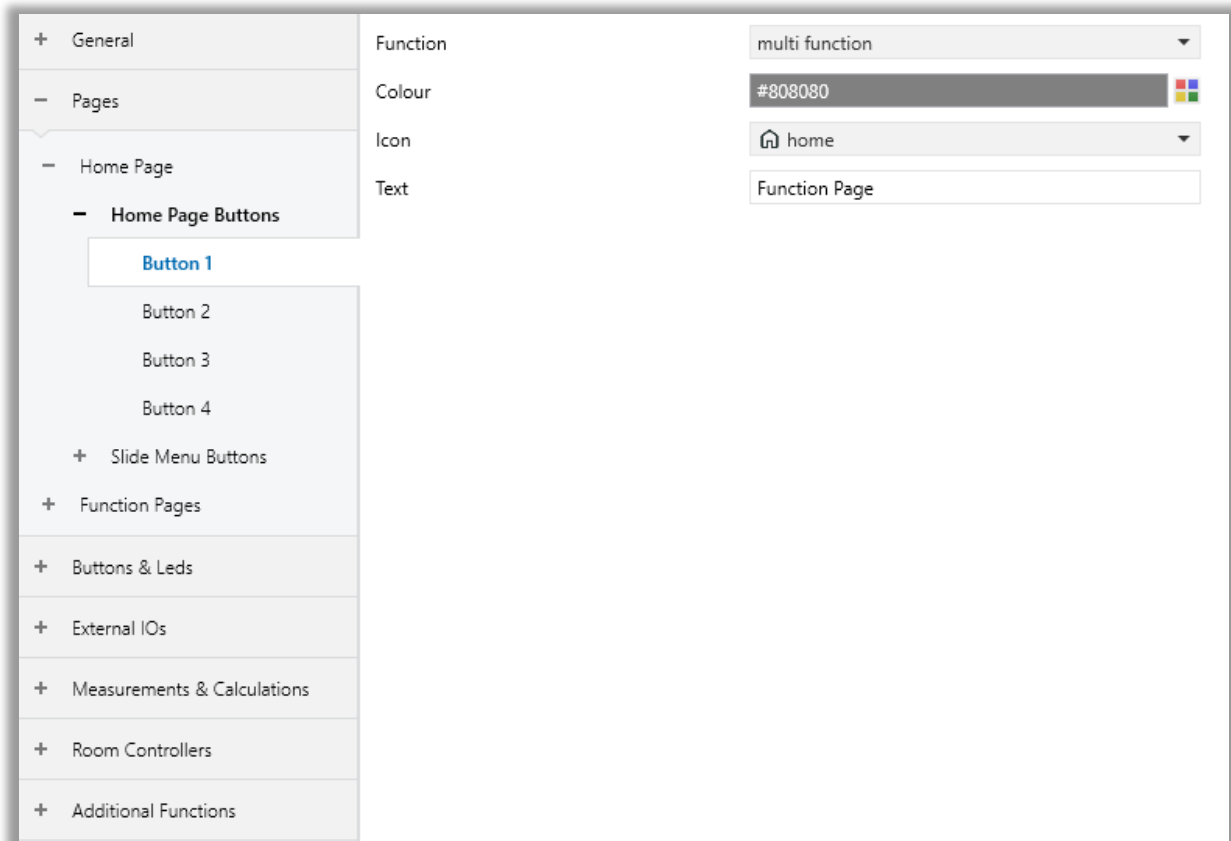 General
Pages
Home Page
Home Page Buttons
Button 1
Button 2
Button 3
Button 4
Slide Menu Buttons
Function Pages
Buttons & Leds
External IOs
Measurements & Calculations
Room Controllers
Additional Functions
Function multi function
Colour #808080
Icon home
Text Function Page